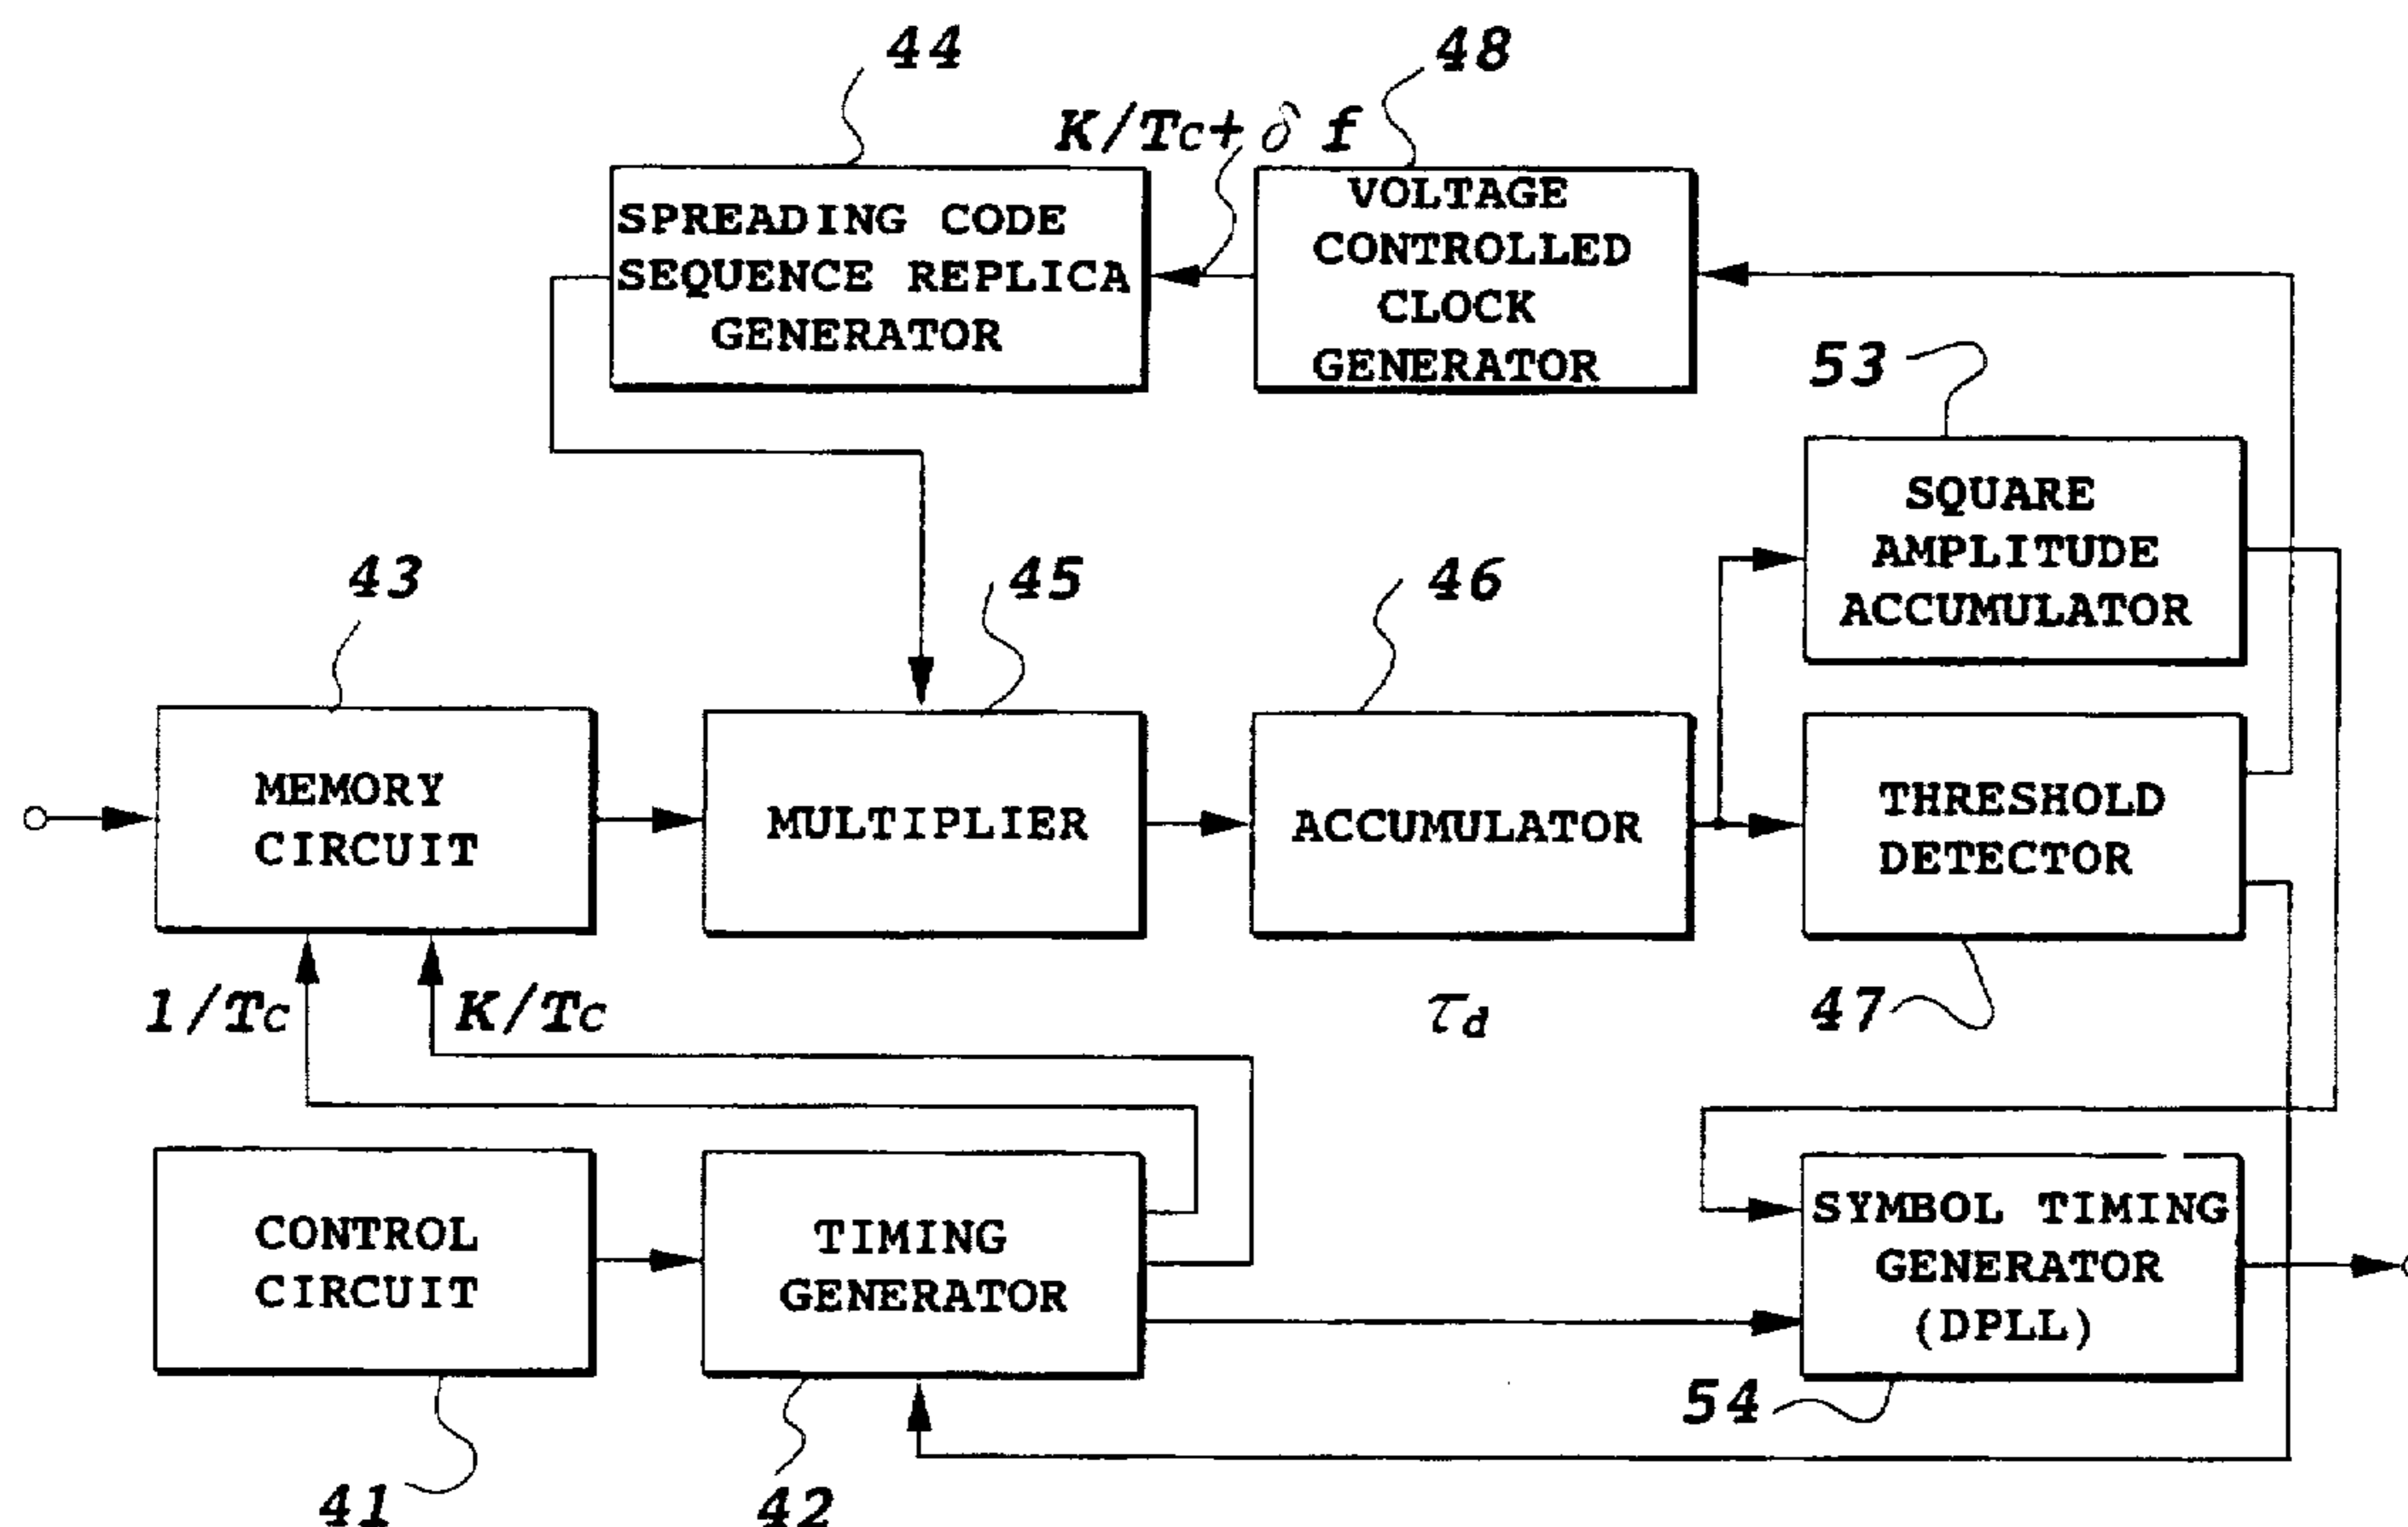 44
48
K/Tc+ δ f
SPREADING CODE
SEQUENCE REPLICA
GENERATOR
VOLTAGE
CONTROLLED
CLOCK
GENERATOR
53
SQUARE
AMPLITUDE
ACCUMULATOR
43
45
46
MEMORY
CIRCUIT
MULTIPLIER
ACCUMULATOR
THRESHOLD
DETECTOR
1/Tc
K/Tc
τd
47
CONTROL
CIRCUIT
TIMING
GENERATOR
SYMBOL TIMING
GENERATOR
(DPLL)
54
41
42